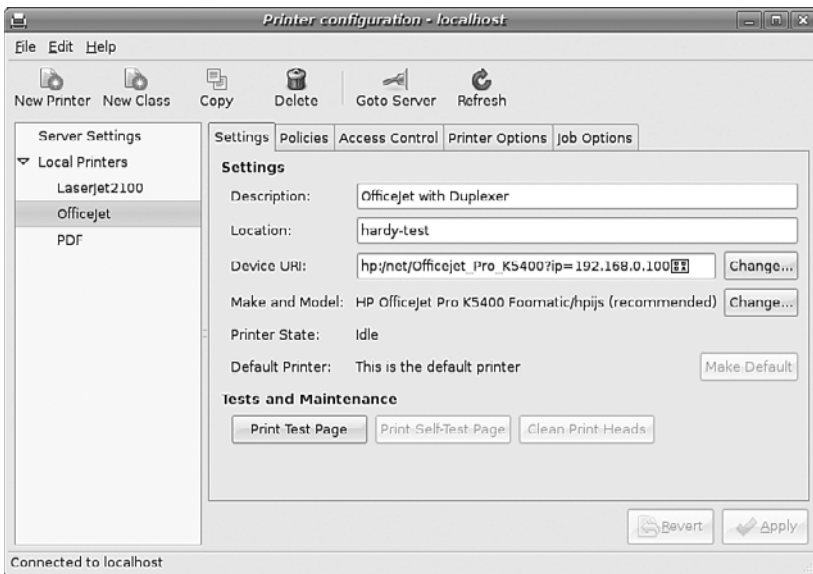 Printer configuration - localhost
File Edit Help
New Printer New Class Copy Delete Goto Server Refresh
Server Settings
Local Printers
LaserJet2100
OfficeJet
PDF
Settings Policies Access Control Printer Options Job Options
Settings
Description: OfficeJet with Duplexer
Location: hardy-test
Device URI: hp:/net/Officejet_Pro_K5400?ip=192.168.0.100 Change...
Make and Model: HP OfficeJet Pro K5400 Foomatic/hpijs (recommended) Change...
Printer State: Idle
Default Printer: This is the default printer Make Default
Tests and Maintenance
Print Test Page Print Self-Test Page Clean Print Heads
Revert Apply
Connected to localhost